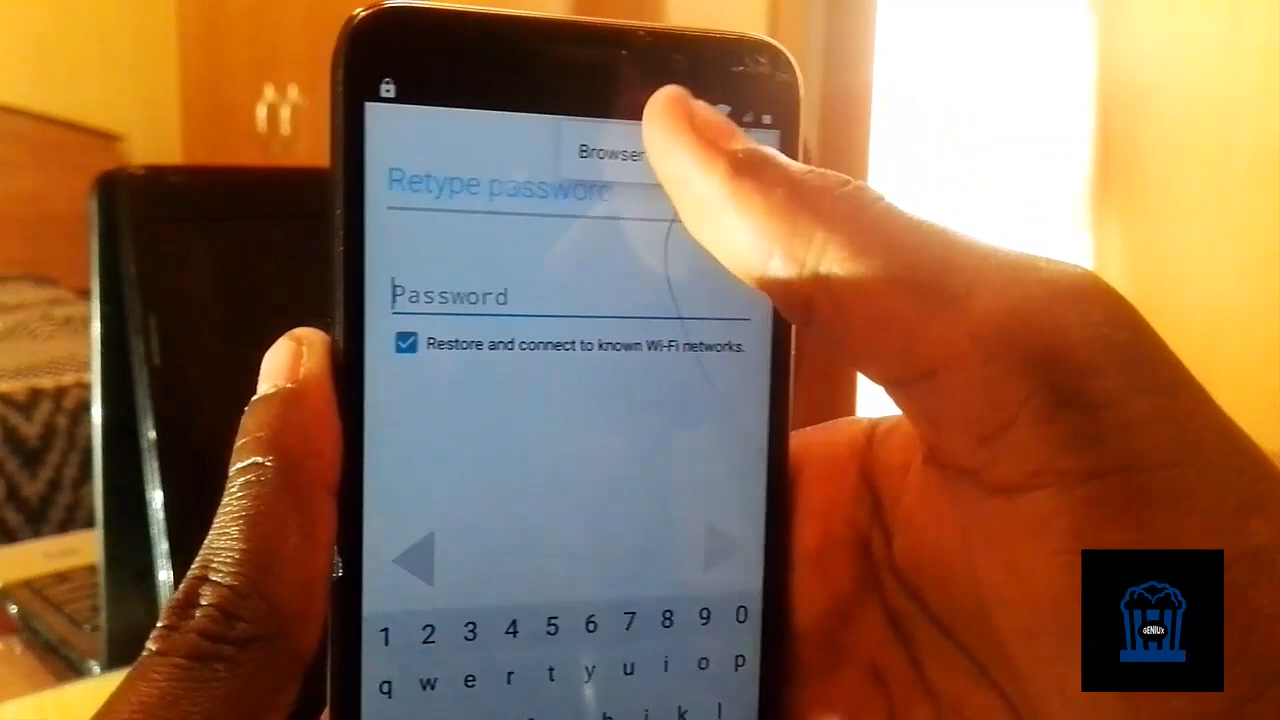 Browser
Retype password
Password
Restore and connect to known Wi-Fi networks.
1 2 3 4 5 6 7 8 9 0
q w e r t y u i o p
h j k l
GENIUx